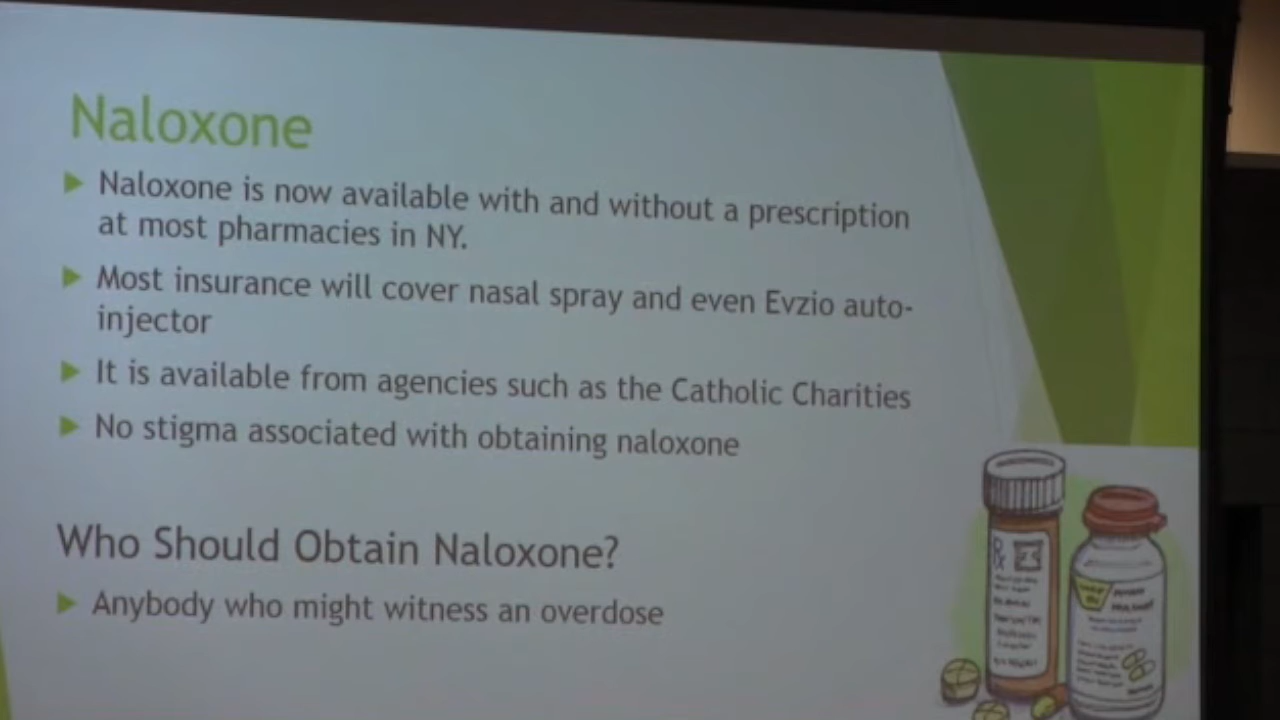 Naloxone
Naloxone is now available with and without a prescription
at most pharmacies in NY.
Most insurance will cover nasal spray and even Evzio auto-
injector
It is available from agencies such as the Catholic Charities
No stigma associated with obtaining naloxone
Who Should Obtain Naloxone?
Anybody who might witness an overdose